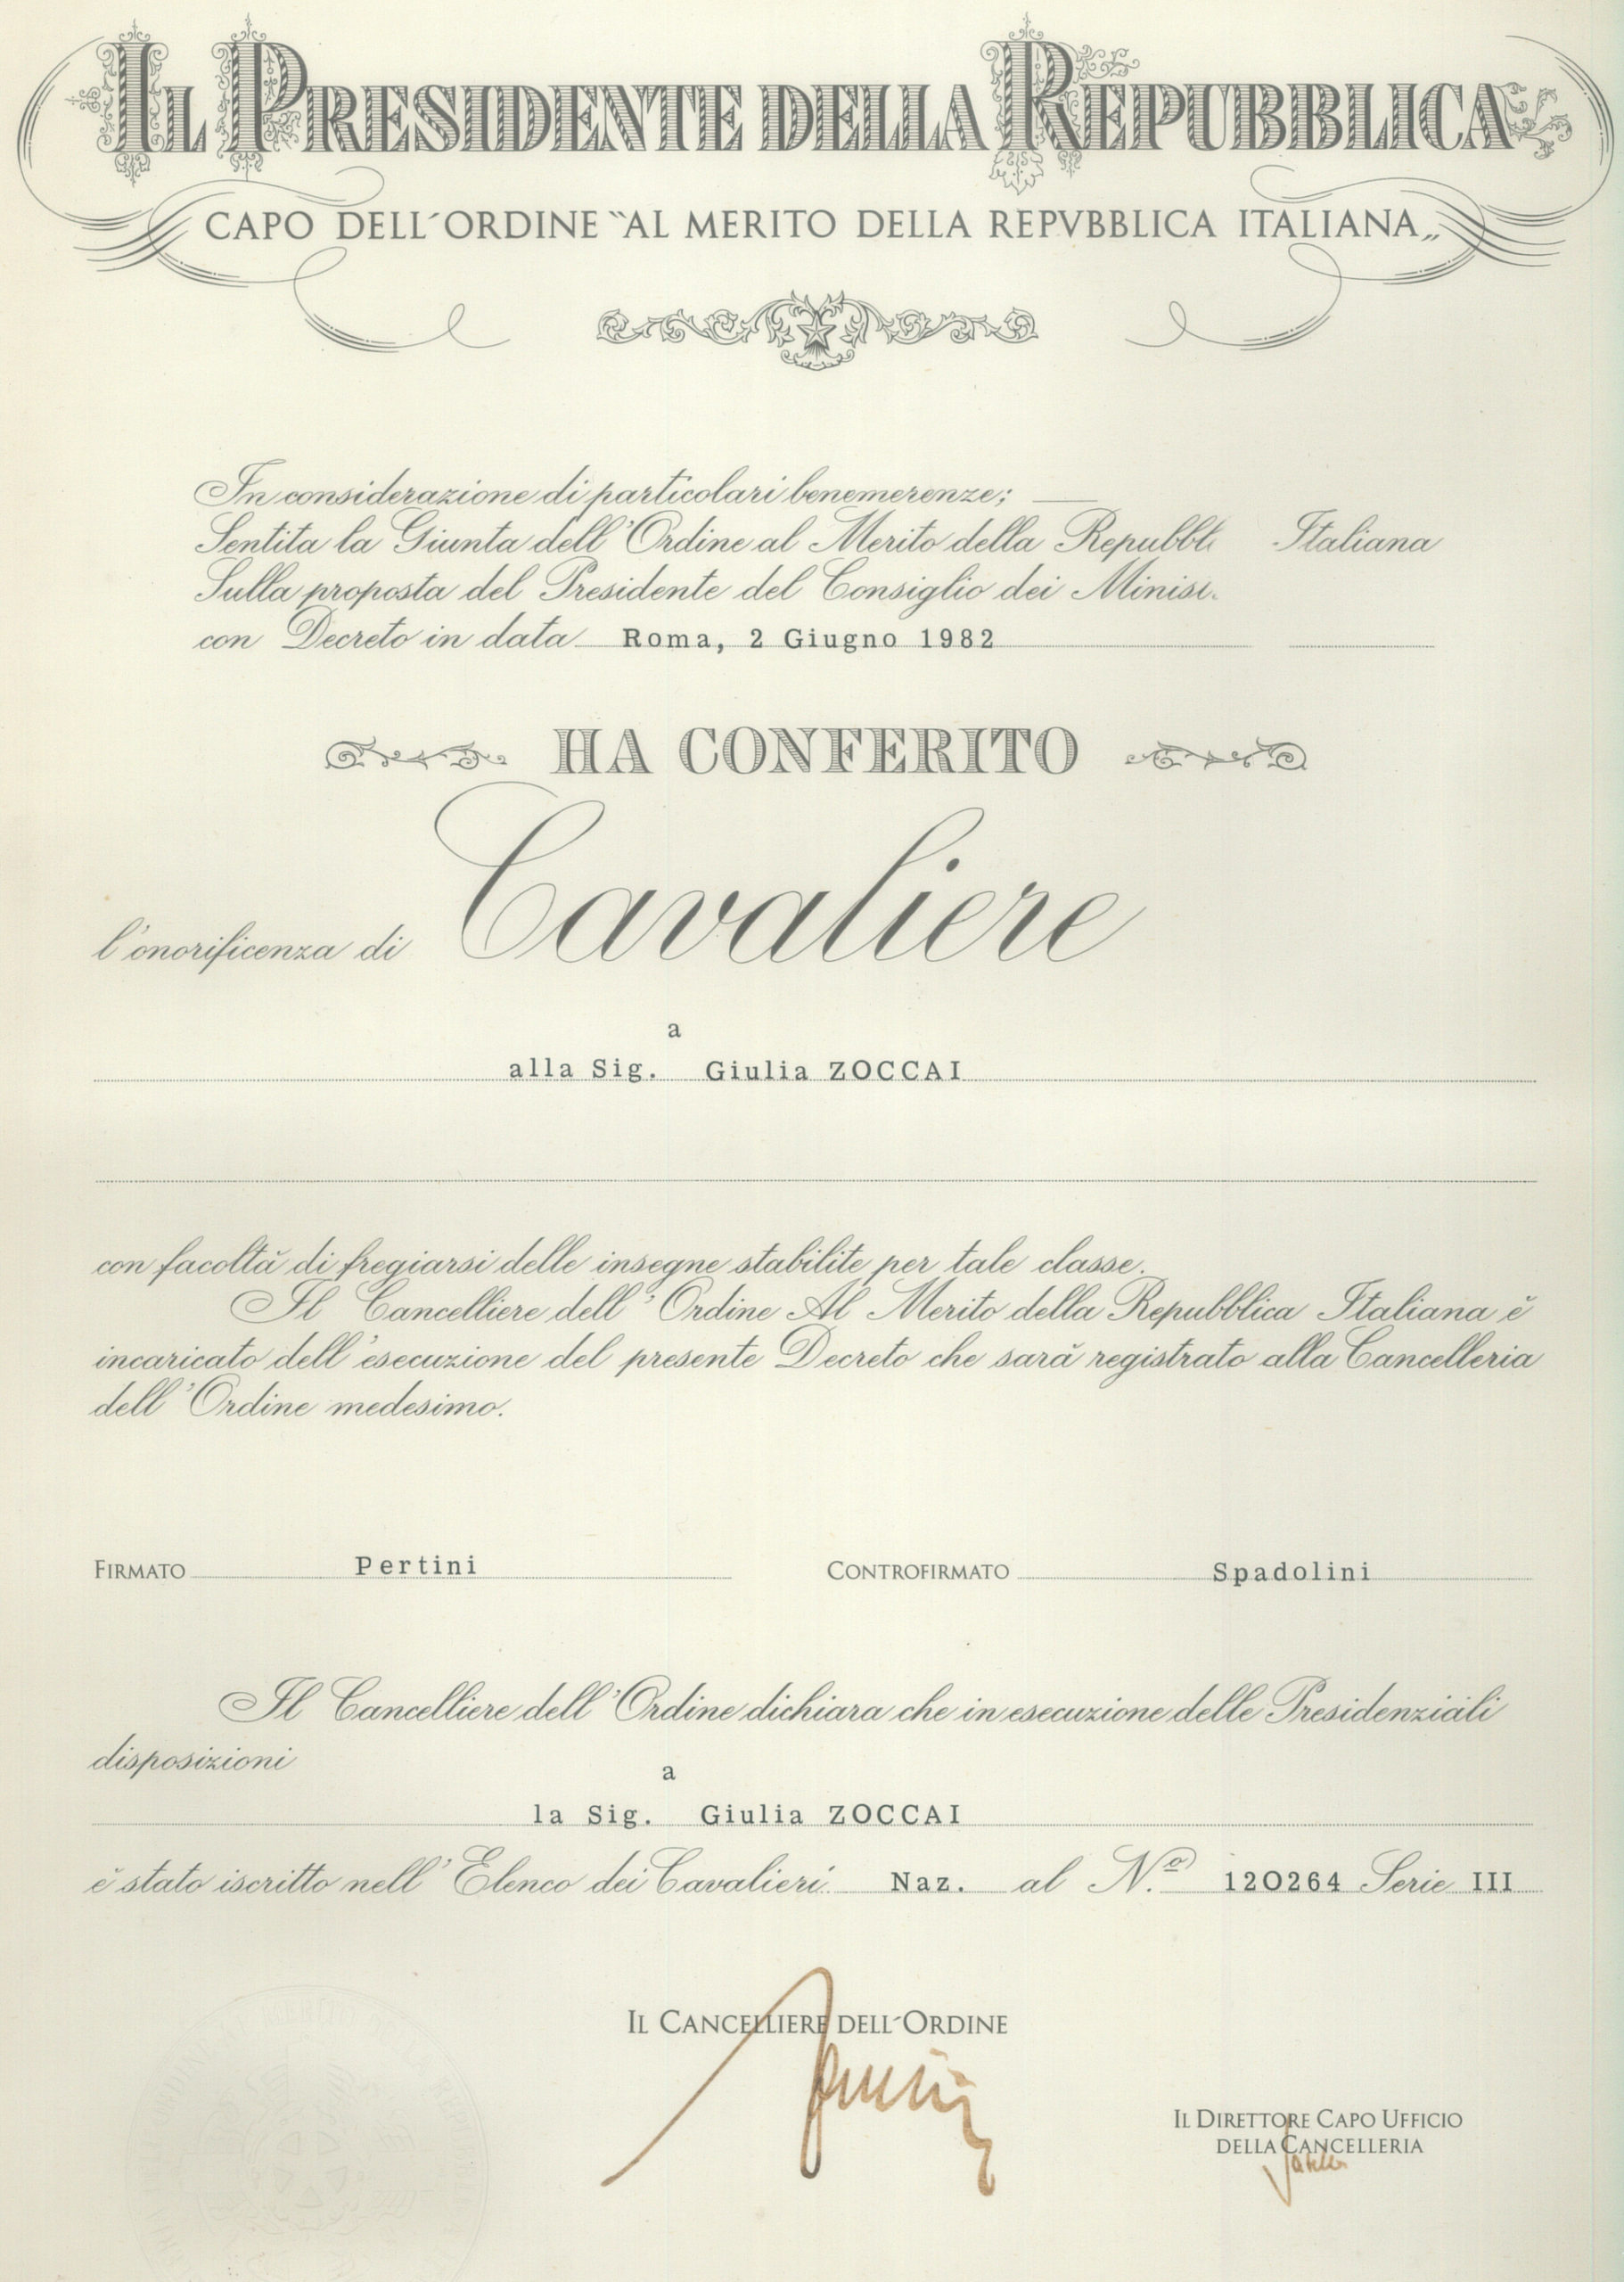 IL PRESIDENTE DELLA REPUBBLICA
CAPO DELL´ORDINE “AL MERITO DELLA REPVBBLICA ITALIANA„
In considerazione di particolari benemerenze;
Sentita la Giunta dell'Ordine al Merito della Italiana
Sulla proposta del Presidente del Consiglio dei
con Decreto in data Roma, 2 Giugno 1982
HA CONFERITO
l'onorificenza di Cavaliere
a
alla Sig. Giulia ZOCCAI
con facoltà di fregiarsi delle insegne stabilite per tale classe.
Il Cancelliere dell'Ordine Al Merito della Repubblica Italiana è
incaricato dell'esecuzione del presente Decreto che sarà registrato alla Cancelleria
dell'Ordine medesimo.
FIRMATO Pertini CONTROFIRMATO Spadolini
Il Cancelliere dell'Ordine dichiara che in esecuzione delle Presidenziali
disposizioni
a
la Sig. Giulia ZOCCAI
è stato iscritto nell'Elenco dei Cavalieri Naz. al N.º 120264 Serie III
IL CANCELLIERE DELL´ORDINE
IL DIRETTORE CAPO UFFICIO
DELLA CANCELLERIA